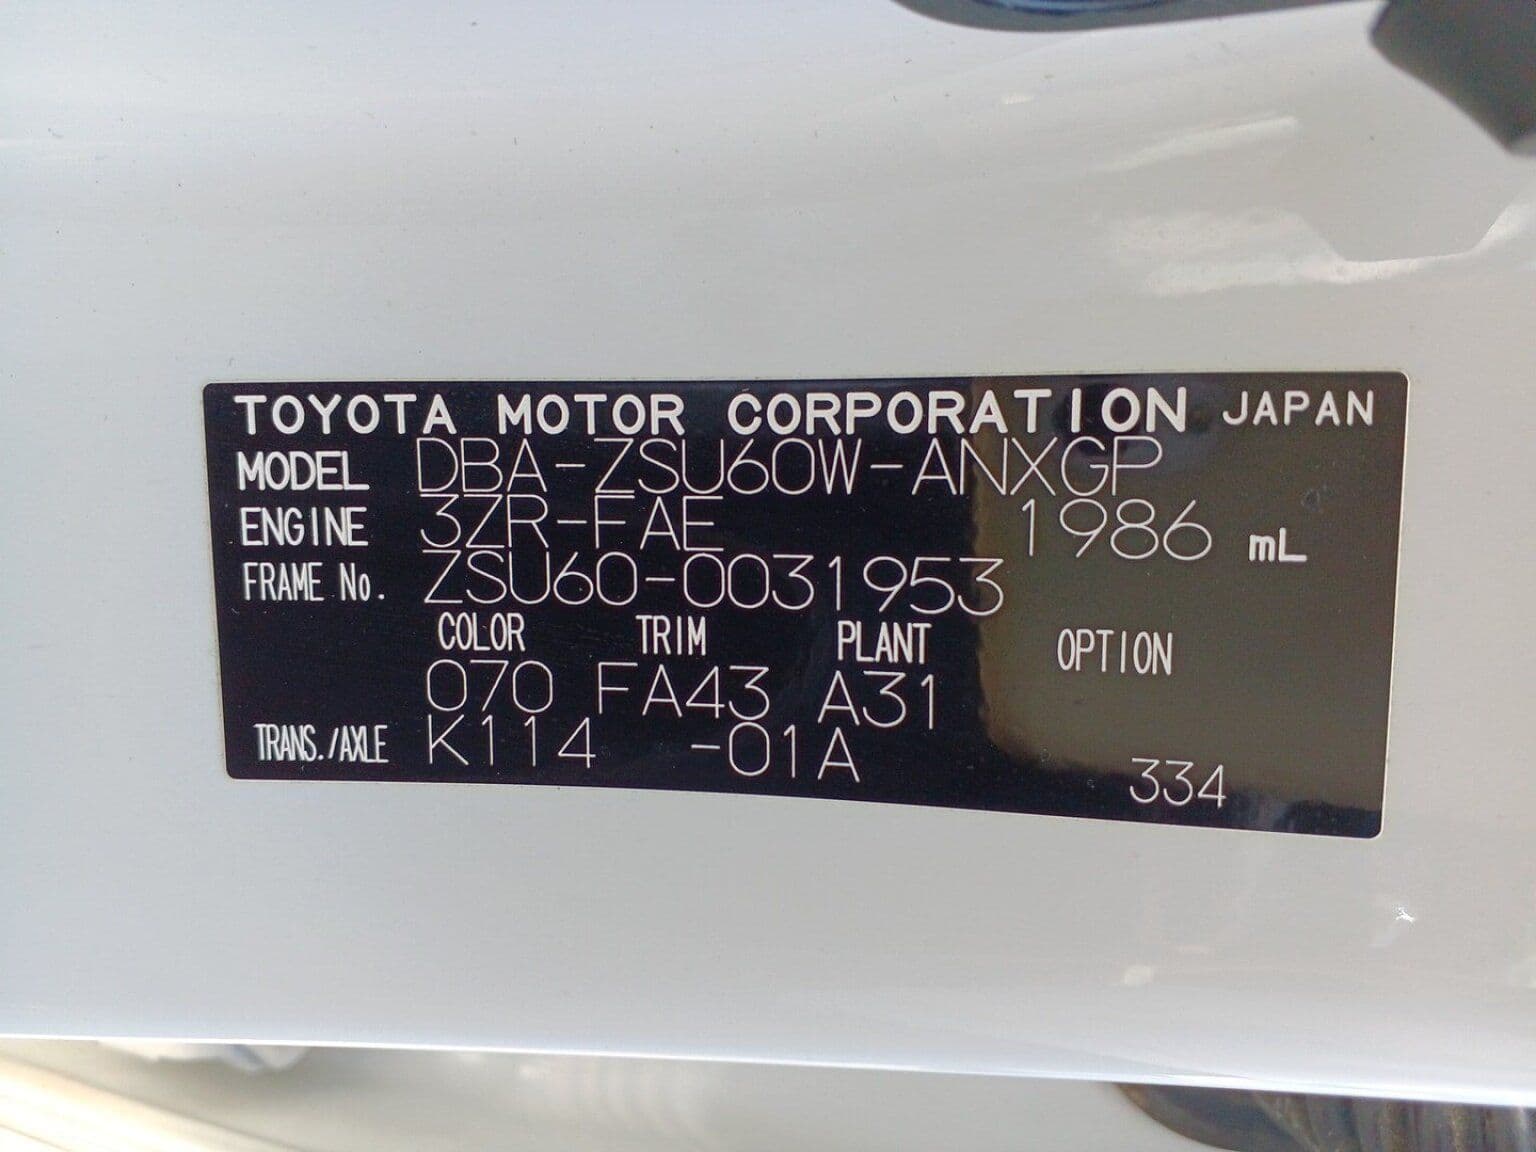 TOYOTA MOTOR CORPORATION JAPAN
MODEL DBA-ZSU60W-ANXGP
ENGINE 3ZR-FAE 1986 mL
FRAME No. ZSU60-0031953
COLOR TRIM PLANT OPTION
070 FA43 A31
TRANS./AXLE K114 -01A 334